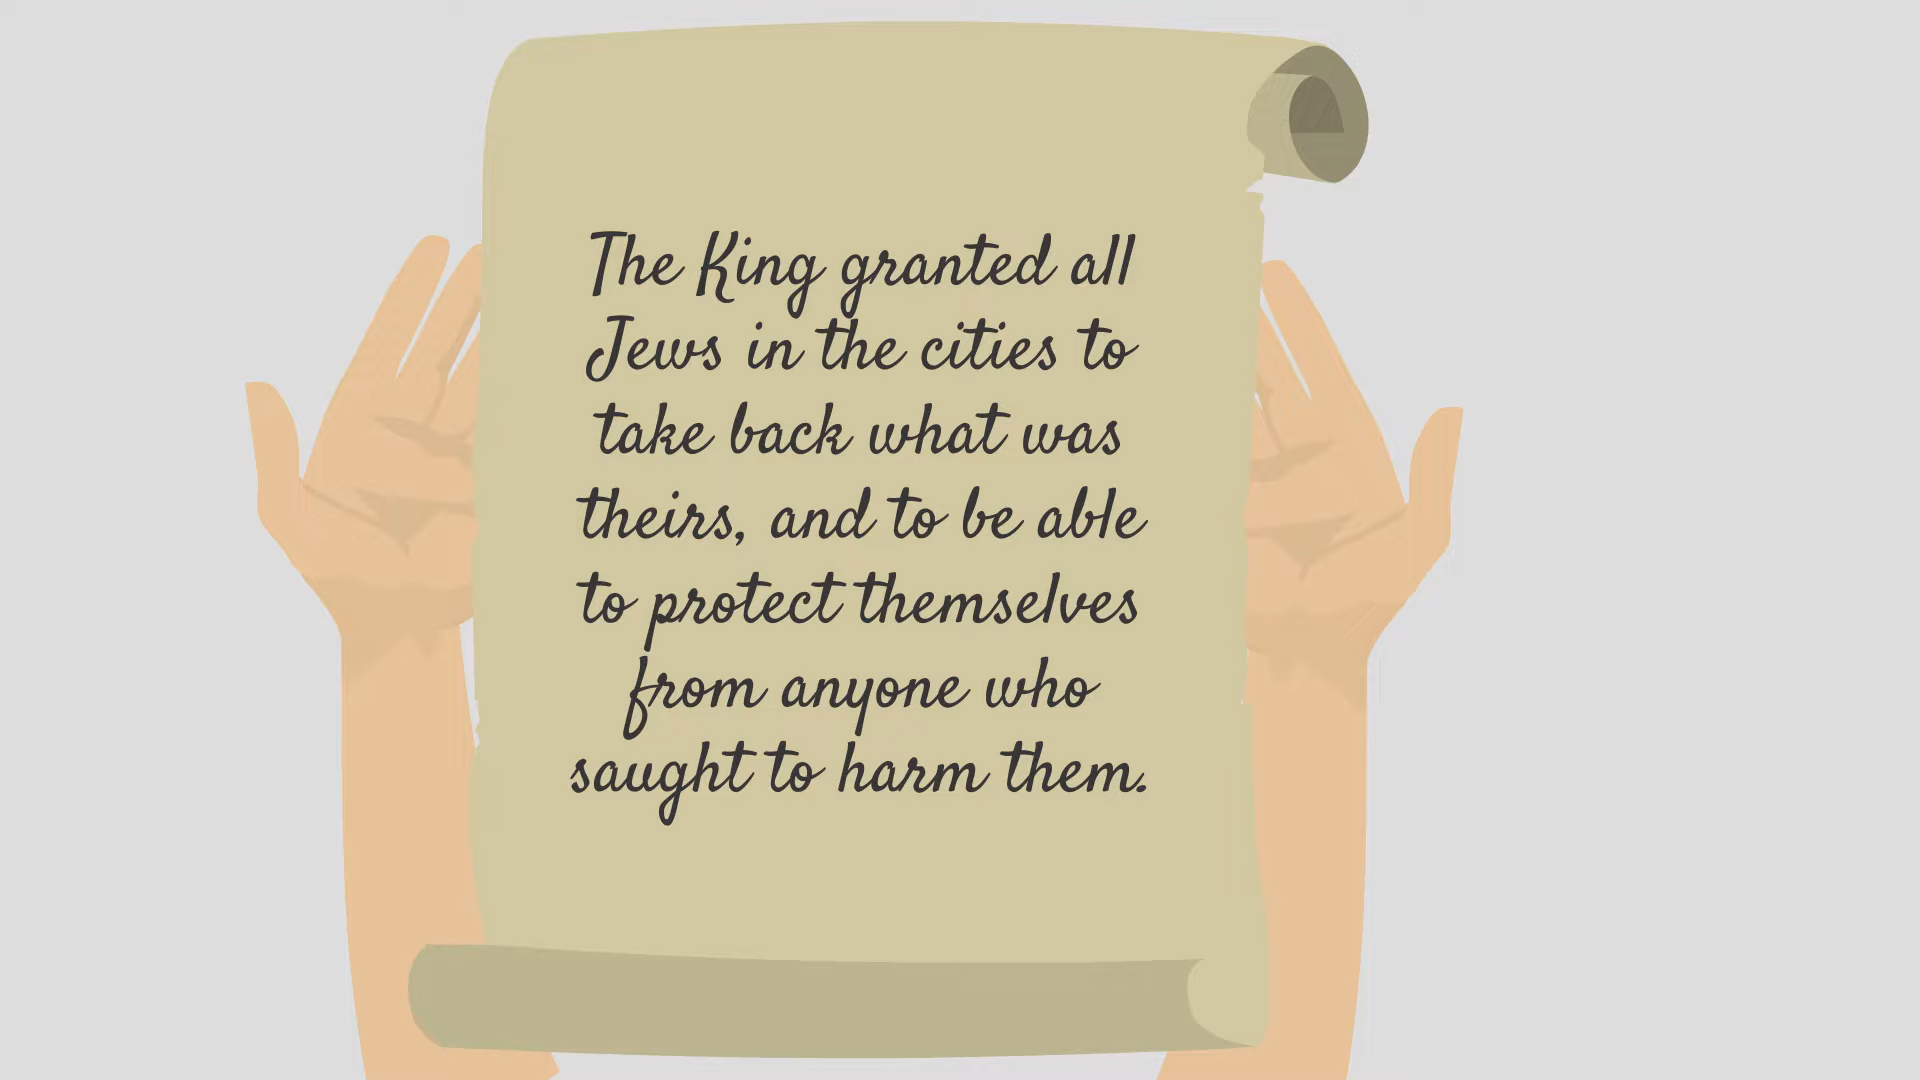 The King granted all
Jews in the cities to
take back what was
theirs, and to be able
to protect themselves
from anyone who
saught to harm them.